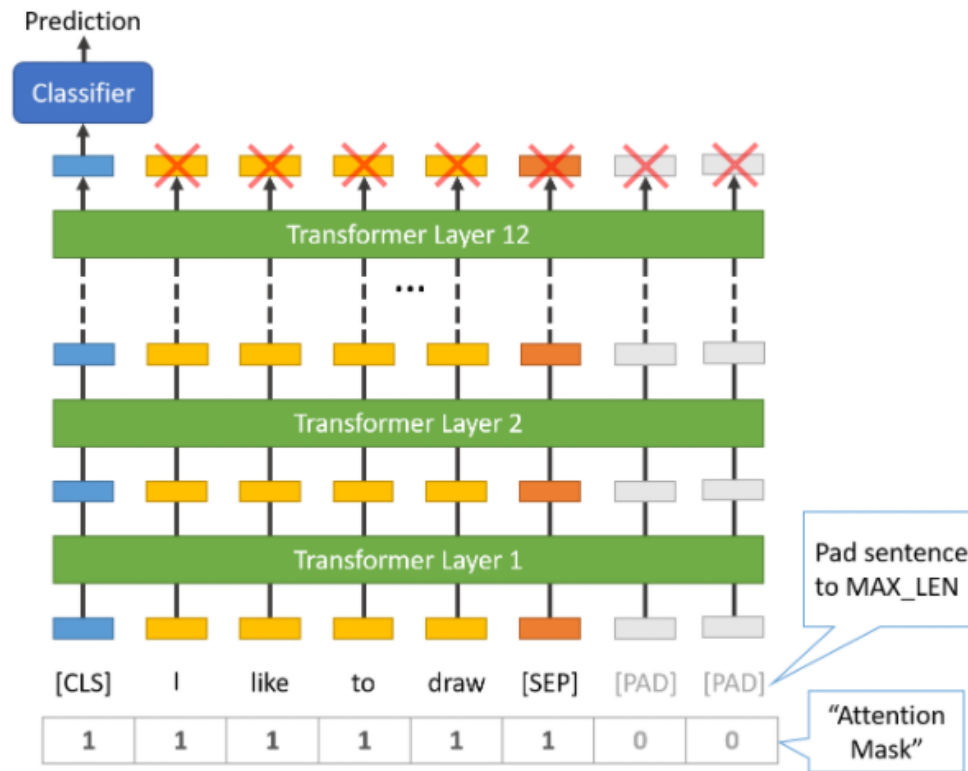 Prediction
Classifier
Transformer Layer 12
...
Transformer Layer 2
Transformer Layer 1
Pad sentence
to MAX_LEN
[CLS] I like to draw [SEP] [PAD] [PAD]
1 1 1 1 1 1 0 0
“Attention
Mask”